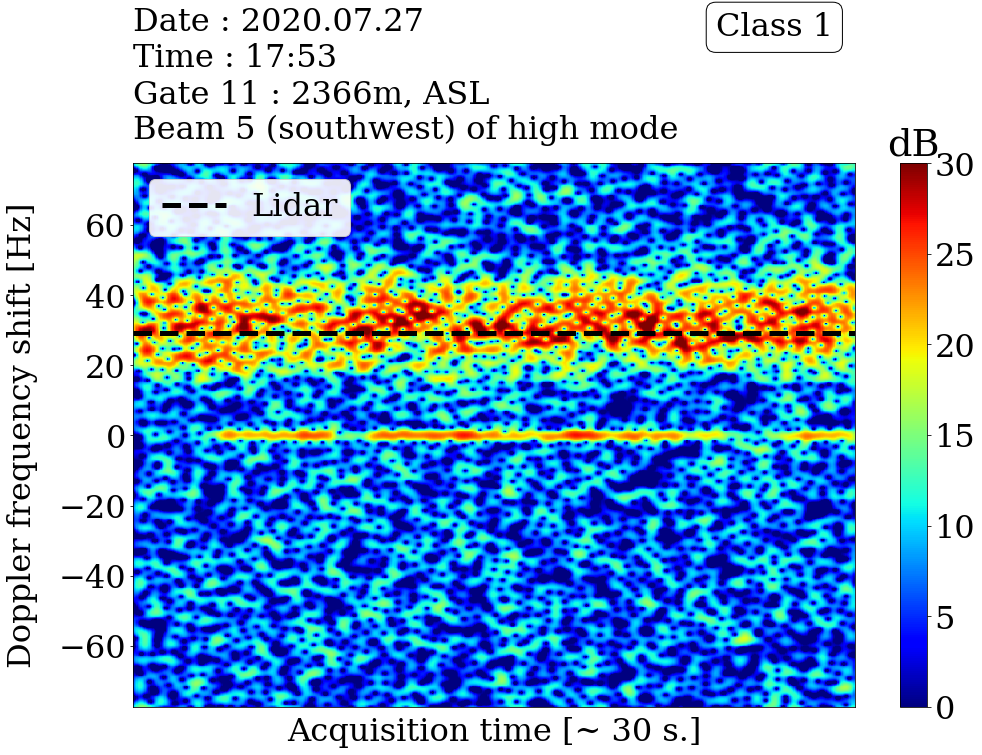 Date : 2020.07.27
Time : 17:53
Gate 11 : 2366m, ASL
Beam 5 (southwest) of high mode
Class 1
dB
Lidar
Doppler frequency shift [Hz]
60
40
20
0
−20
−40
−60
30
25
20
15
10
5
0
Acquisition time [~ 30 s.]